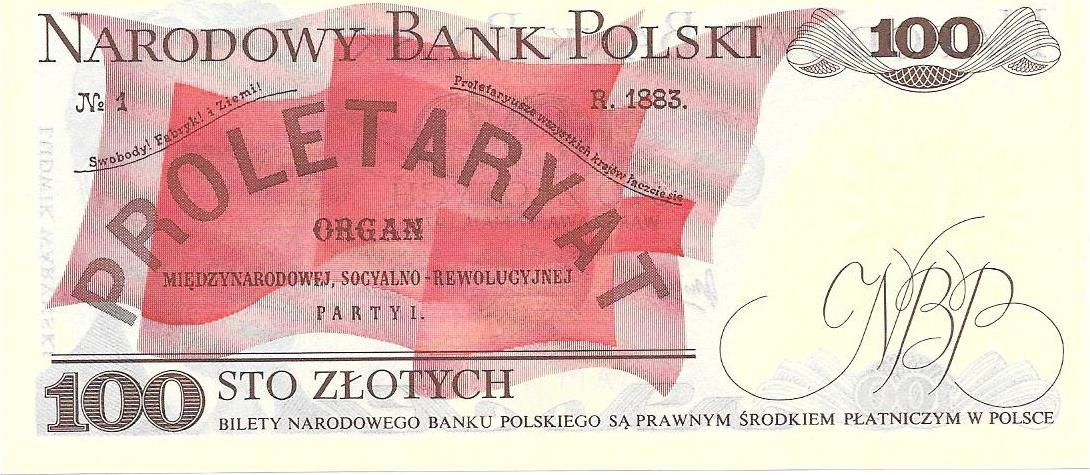 NARODOWY BANK POLSKI
100
№ 1
R. 1883.
Swobody! Fabryk! i Ziemi!
Proletaryusze wszystkich krajów łączcie się
PROLETARYAT
ORGAN
MIĘDZYNARODOWEJ, SOCYALNO-REWOLUCYJNEJ
PARTYI.
NBP
100 STO ZŁOTYCH
BILETY NARODOWEGO BANKU POLSKIEGO SĄ PRAWNYM ŚRODKIEM PŁATNICZYM W POLSCE